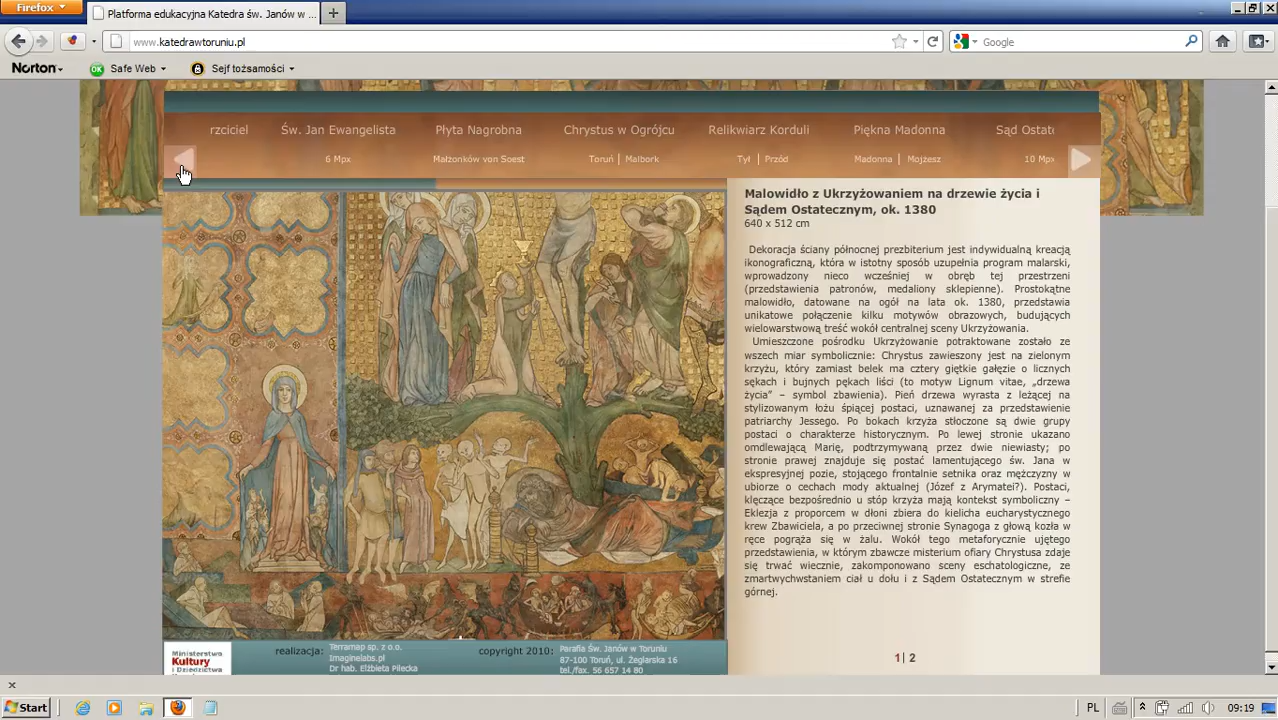 Firefox
Platforma edukacyjna Katedra św. Janów w ...
www.katedrawtoruniu.pl
Google
Norton
OK Safe Web
Sejf tożsamości
rzciciel
Św. Jan Ewangelista
Płyta Nagrobna
Chrystus w Ogrójcu
Relikwiarz Korduli
Piękna Madonna
Sąd Ostate
6 Mpx
Małżonków von Soest
Toruń | Malbork
Tył | Przód
Madonna | Mojżesz
10 Mpx
Malowidło z Ukrzyżowaniem na drzewie życia i
Sądem Ostatecznym, ok. 1380
640 x 512 cm
Dekoracja ściany północnej prezbiterium jest indywidualną kreacją
ikonograficzną, która w istotny sposób uzupełnia program malarski,
wprowadzony nieco wcześniej w obręb tej przestrzeni
(przedstawienia patronów, medaliony sklepienne). Prostokątne
malowidło, datowane na ogół na lata ok. 1380, przedstawia
unikatowe połączenie kilku motywów obrazowych, budujących
wielowarstwową treść wokół centralnej sceny Ukrzyżowania.
Umieszczone pośrodku Ukrzyżowanie potraktowane zostało ze
wszech miar symbolicznie: Chrystus zawieszony jest na zielonym
krzyżu, który zamiast belek ma cztery giętkie gałęzie o licznych
sękach i bujnych pękach liści (to motyw Lignum vitae, „drzewa
życia” – symbol zbawienia). Pień drzewa wyrasta z leżącej na
stylizowanym łożu śpiącej postaci, uznawanej za przedstawienie
patriarchy Jessego. Po bokach krzyża stłoczone są dwie grupy
postaci o charakterze historycznym. Po lewej stronie ukazano
omdlewającą Marię, podtrzymywaną przez dwie niewiasty; po
stronie prawej znajduje się postać lamentującego św. Jana w
ekspresyjnej pozie, stojącego frontalnie setnika oraz mężczyzny w
ubiorze o cechach mody aktualnej (Józef z Arymatei?). Postaci,
klęczące bezpośrednio u stóp krzyża mają kontekst symboliczny –
Eklezja z proporcem w dłoni zbiera do kielicha eucharystycznego
krew Zbawiciela, a po przeciwnej stronie Synagoga z głową kozła w
ręce pogrąża się w żalu. Wokół tego metaforycznie ujętego
przedstawienia, w którym zbawcze misterium ofiary Chrystusa zdaje
się trwać wiecznie, zakomponowano sceny eschatologiczne, ze
zmartwychwstaniem ciał u dołu i z Sądem Ostatecznym w strefie
górnej.
1 | 2
Ministerstwo
Kultury
i Dziedzictwa
realizacja:
Terramap sp. z o.o.
Imaginelabs.pl
Dr hab. Elżbieta Pilecka
copyright 2010:
Parafia Św. Janów w Toruniu
87-100 Toruń, ul. Żeglarska 16
tel./fax. 56 657 14 80
Start
PL
09:19